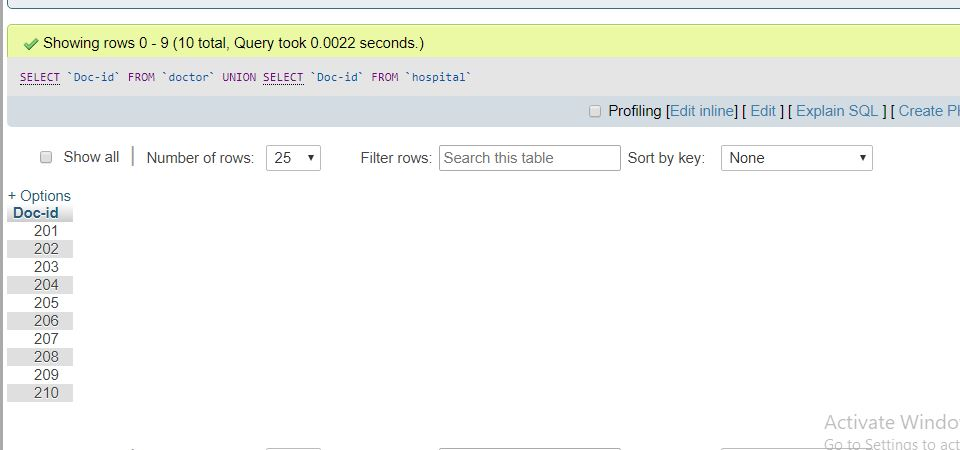 Showing rows 0 - 9 (10 total, Query took 0.0022 seconds.)
SELECT `Doc-id` FROM `doctor` UNION SELECT `Doc-id` FROM `hospital`
Profiling [Edit inline] [ Edit ] [ Explain SQL ] [ Create P
Show all | Number of rows: 25 Filter rows: Search this table Sort by key: None
+ Options
Doc-id
201
202
203
204
205
206
207
208
209
210
Activate Windo
Go to Settings to act